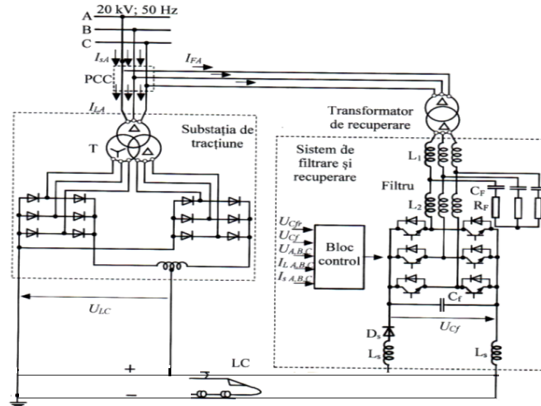 A 20 kV; 50 Hz
B
C
IsA
IFA
PCC
ILA
Transformator de recuperare
T
Substația de tracțiune
Sistem de filtrare și recuperare
L1
Filtru
CF
RF
L2
UCfr
UCf
UA,B,C
IL A,B,C
Is A,B,C
Bloc control
Cf
UCf
ULC
Ds
Ls
Ls
+
LC
−